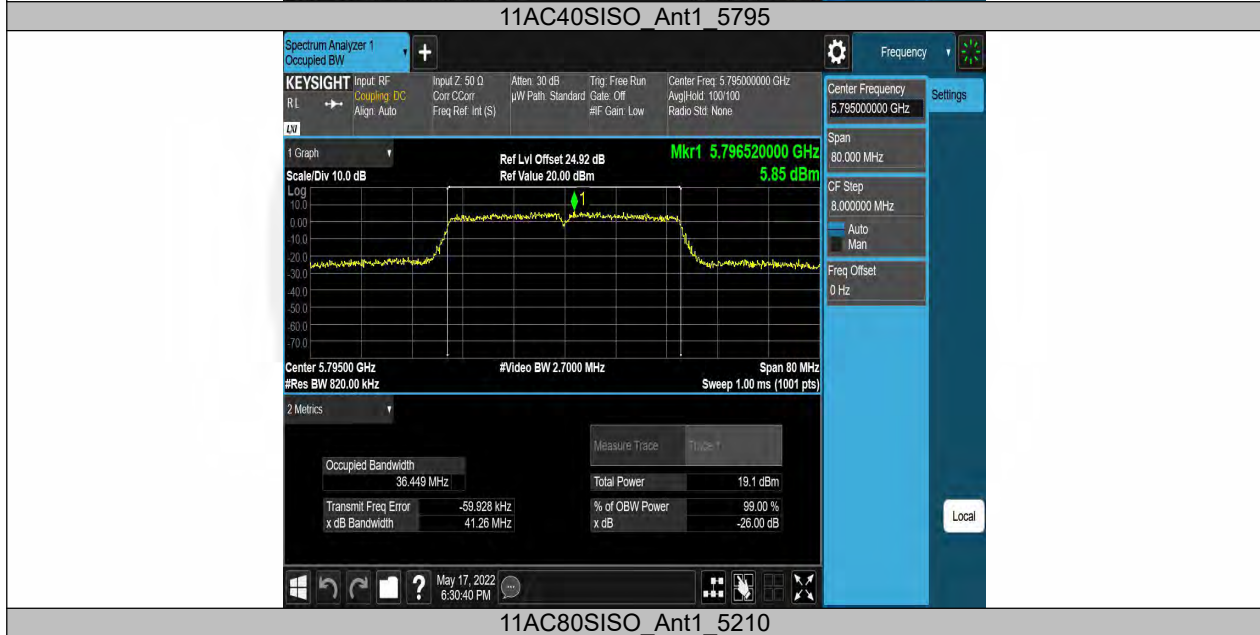 11AC40SISO_Ant1_5795
Spectrum Analyzer 1
Occupied BW
+
Frequency
KEYSIGHT
RL
Input: RF
Coupling: DC
Align: Auto
Input Z: 50 Ω
Corr CCorr
Freq Ref: Int (S)
Atten: 30 dB
µW Path: Standard
Trig: Free Run
Gate: Off
#IF Gain: Low
Center Freq: 5.795000000 GHz
Avg|Hold: 100/100
Radio Std: None
LXI
Center Frequency
5.795000000 GHz
Settings
Span
80.000 MHz
CF Step
8.000000 MHz
Auto
Man
Freq Offset
0 Hz
Local
1 Graph
Scale/Div 10.0 dB
Ref Lvl Offset 24.92 dB
Ref Value 20.00 dBm
Mkr1 5.796520000 GHz
5.85 dBm
Log
10.0
0.00
-10.0
-20.0
-30.0
-40.0
-50.0
-60.0
-70.0
1
Center 5.79500 GHz
#Video BW 2.7000 MHz
Span 80 MHz
#Res BW 820.00 kHz
Sweep 1.00 ms (1001 pts)
2 Metrics
Measure Trace
Occupied Bandwidth
36.449 MHz
Total Power 19.1 dBm
Transmit Freq Error -59.928 kHz
% of OBW Power 99.00 %
x dB Bandwidth 41.26 MHz
x dB -26.00 dB
?
May 17, 2022
6:30:40 PM
11AC80SISO_Ant1_5210